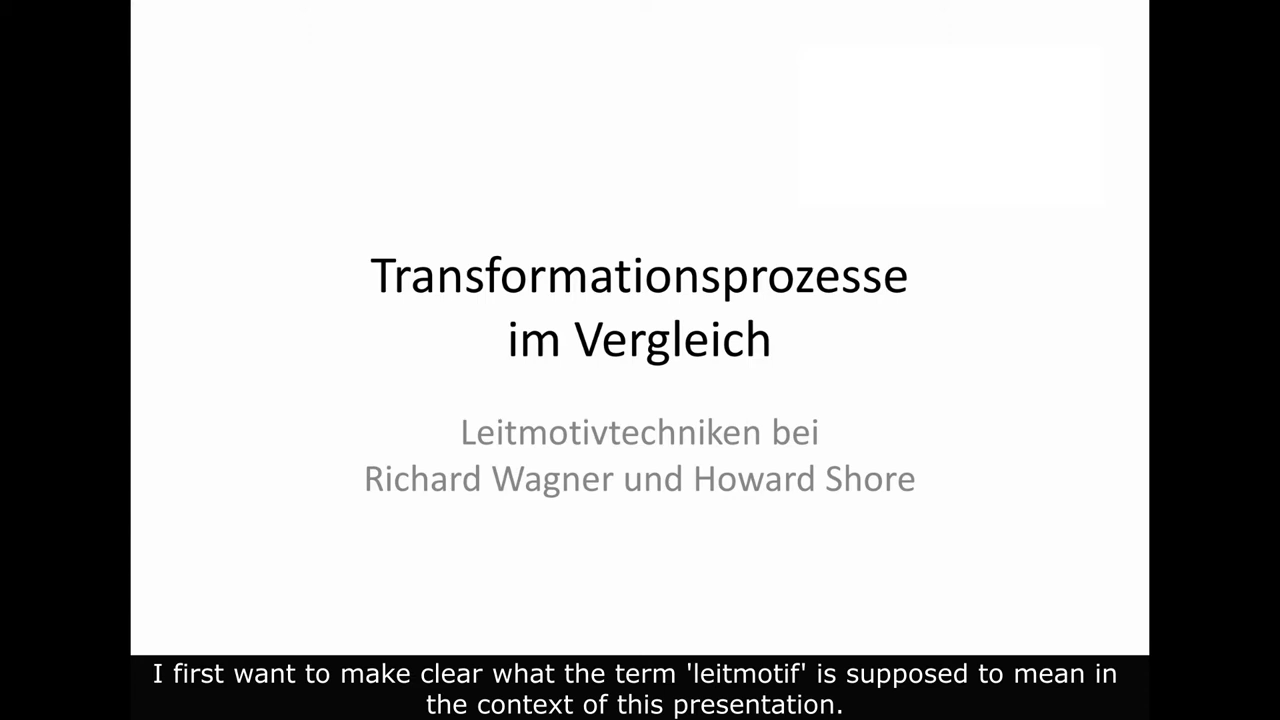 Transformationsprozesse
im Vergleich
Leitmotivtechniken bei
Richard Wagner und Howard Shore
I first want to make clear what the term 'leitmotif' is supposed to mean in
the context of this presentation.